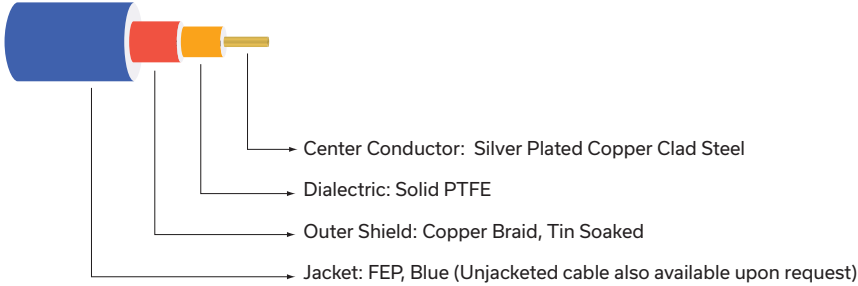 Center Conductor: Silver Plated Copper Clad Steel
Dialectric: Solid PTFE
Outer Shield: Copper Braid, Tin Soaked
Jacket: FEP, Blue (Unjacketed cable also available upon request)